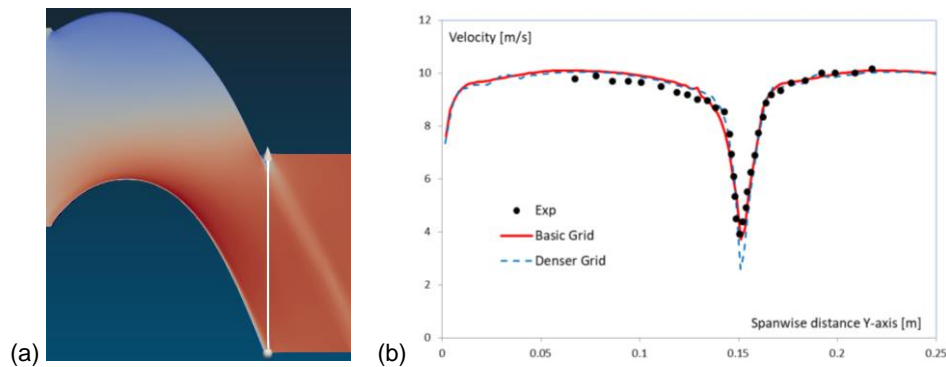 (a)
(b)
Velocity [m/s]
12
10
8
6
4
2
0
Exp
Basic Grid
Denser Grid
Spanwise distance Y-axis [m]
0
0.05
0.1
0.15
0.2
0.25